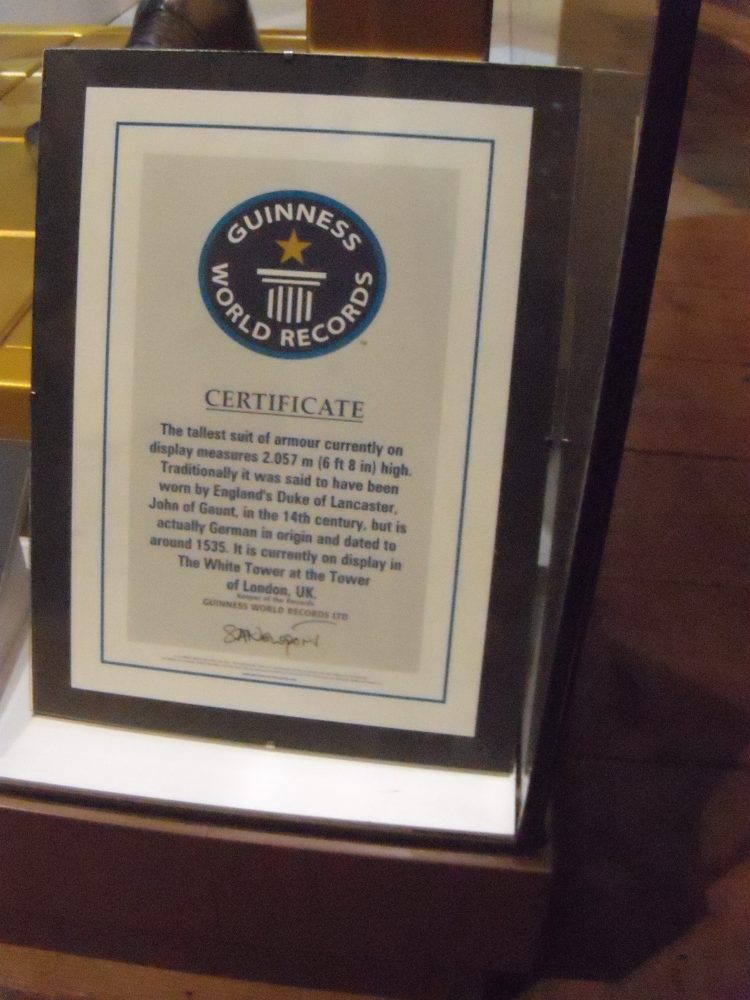 GUINNESS
WORLD RECORDS
CERTIFICATE
The tallest suit of armour currently on
display measures 2.057 m (6 ft 8 in) high.
Traditionally it was said to have been
worn by England's Duke of Lancaster,
John of Gaunt, in the 14th century, but is
actually German in origin and dated to
around 1535. It is currently on display in
The White Tower at the Tower
of London, UK.
Keeper of the Records
GUINNESS WORLD RECORDS LTD